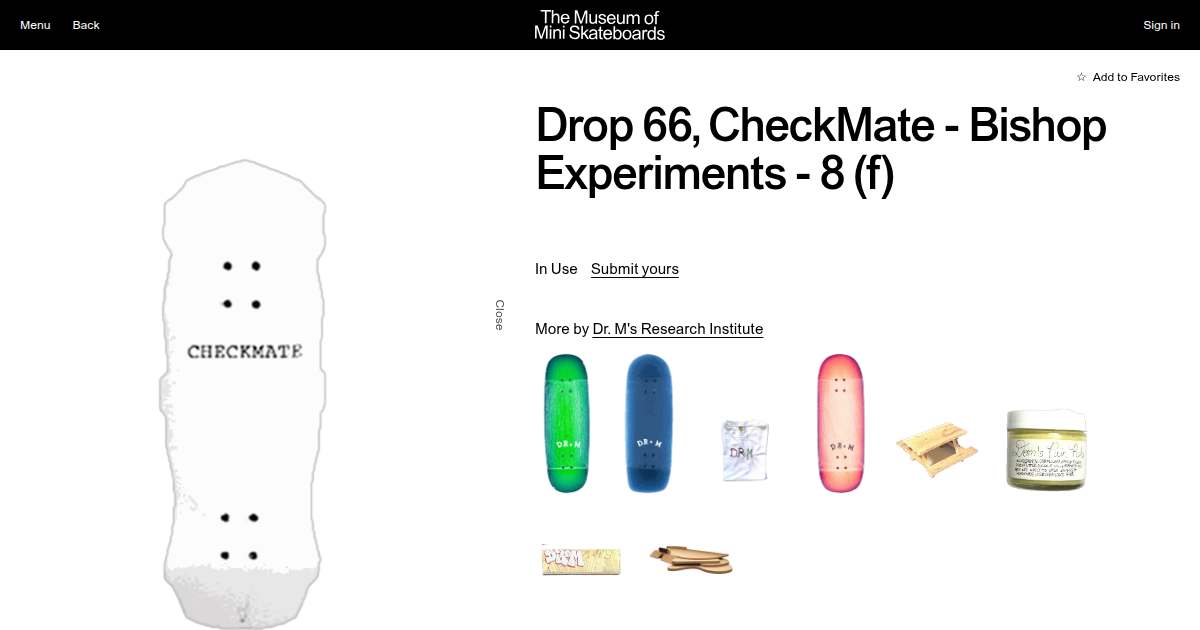 Menu
Back
The Museum of
Mini Skateboards
Sign in
☆ Add to Favorites
Drop 66, CheckMate - Bishop
Experiments - 8 (f)
CHECKMATE
Close
In Use Submit yours
More by Dr. M's Research Institute
DR • M
DR • M
DR M
DR • M